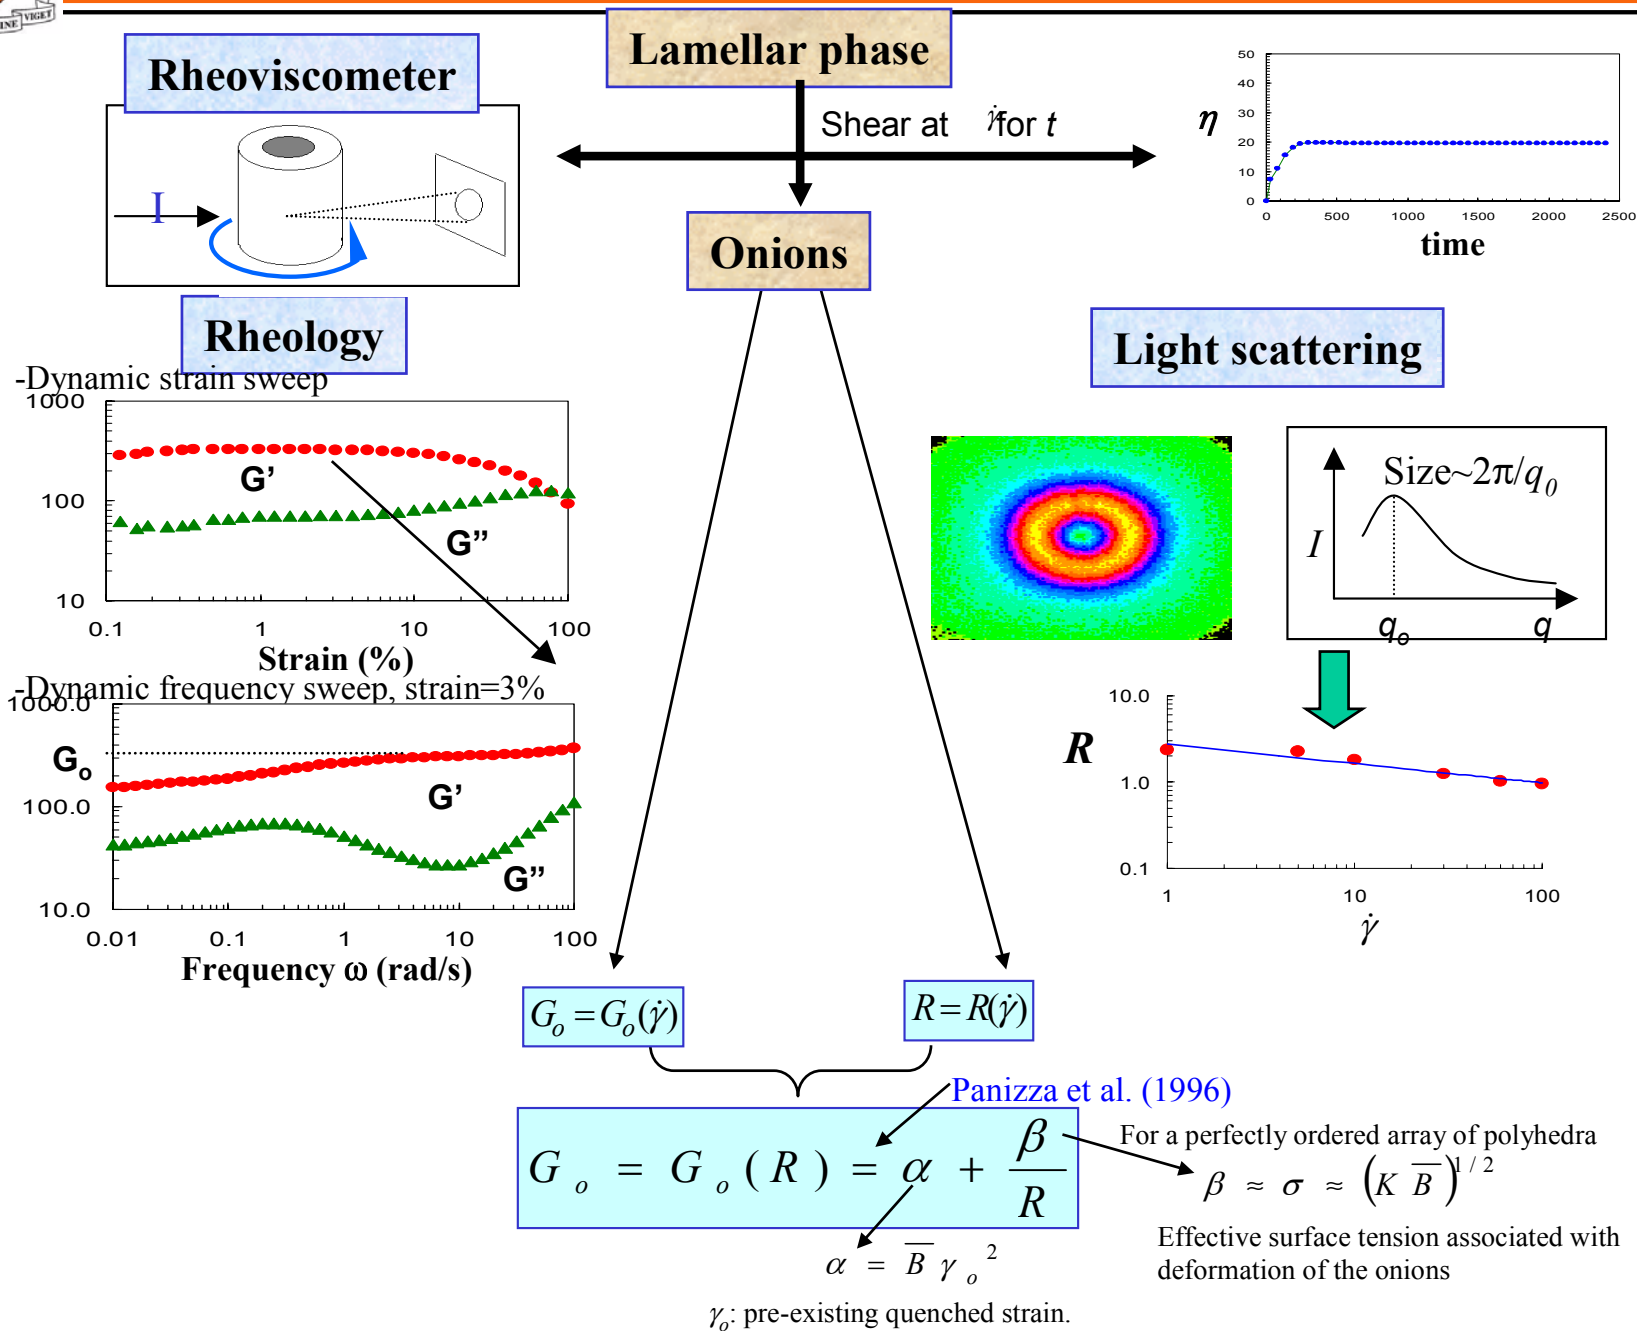 INE VIGET
Lamellar phase
Rheoviscometer
I
Shear at γ̇ for t
η
50
40
30
20
10
0
0 500 1000 1500 2000 2500
time
Onions
Rheology
-Dynamic strain sweep
1000
100
10
G’
G”
0.1 1 10 100
Strain (%)
-Dynamic frequency sweep, strain=3%
1000.0
G₀
100.0
10.0
G’
G”
0.01 0.1 1 10 100
Frequency ω (rad/s)
Light scattering
Size~2π/q₀
I
qₒ q
R
10.0
1.0
0.1
1 10 100
γ̇
Gₒ = Gₒ(γ̇)
R = R(γ̇)
Panizza et al. (1996)
Gₒ = Gₒ(R) = α + β/R
For a perfectly ordered array of polyhedra
β ≈ σ ≈ (K B̅)^1/2
Effective surface tension associated with
deformation of the onions
α = B̅ γₒ²
γₒ: pre-existing quenched strain.